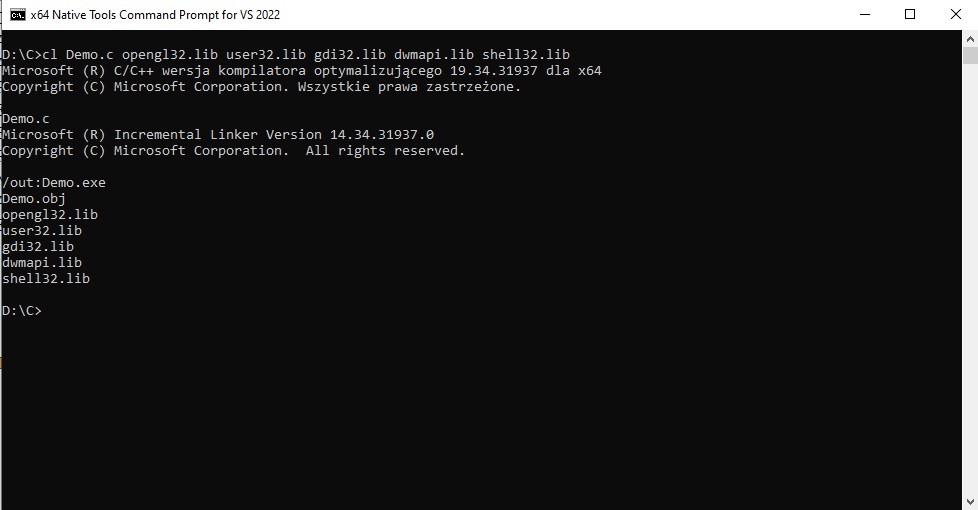 x64 Native Tools Command Prompt for VS 2022
D:\C>cl Demo.c opengl32.lib user32.lib gdi32.lib dwmapi.lib shell32.lib
Microsoft (R) C/C++ wersja kompilatora optymalizującego 19.34.31937 dla x64
Copyright (C) Microsoft Corporation. Wszystkie prawa zastrzeżone.
Demo.c
Microsoft (R) Incremental Linker Version 14.34.31937.0
Copyright (C) Microsoft Corporation.  All rights reserved.
/out:Demo.exe
Demo.obj
opengl32.lib
user32.lib
gdi32.lib
dwmapi.lib
shell32.lib
D:\C>